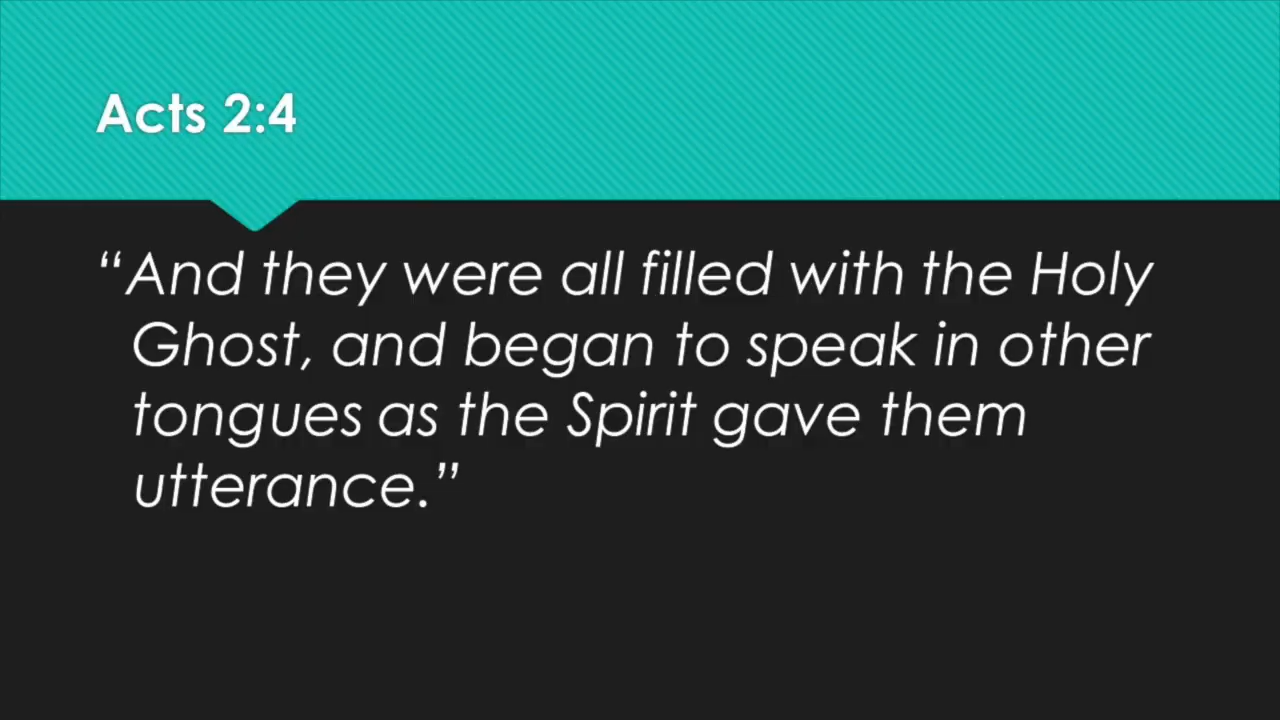 Acts 2:4
“And they were all filled with the Holy
Ghost, and began to speak in other
tongues as the Spirit gave them
utterance.”